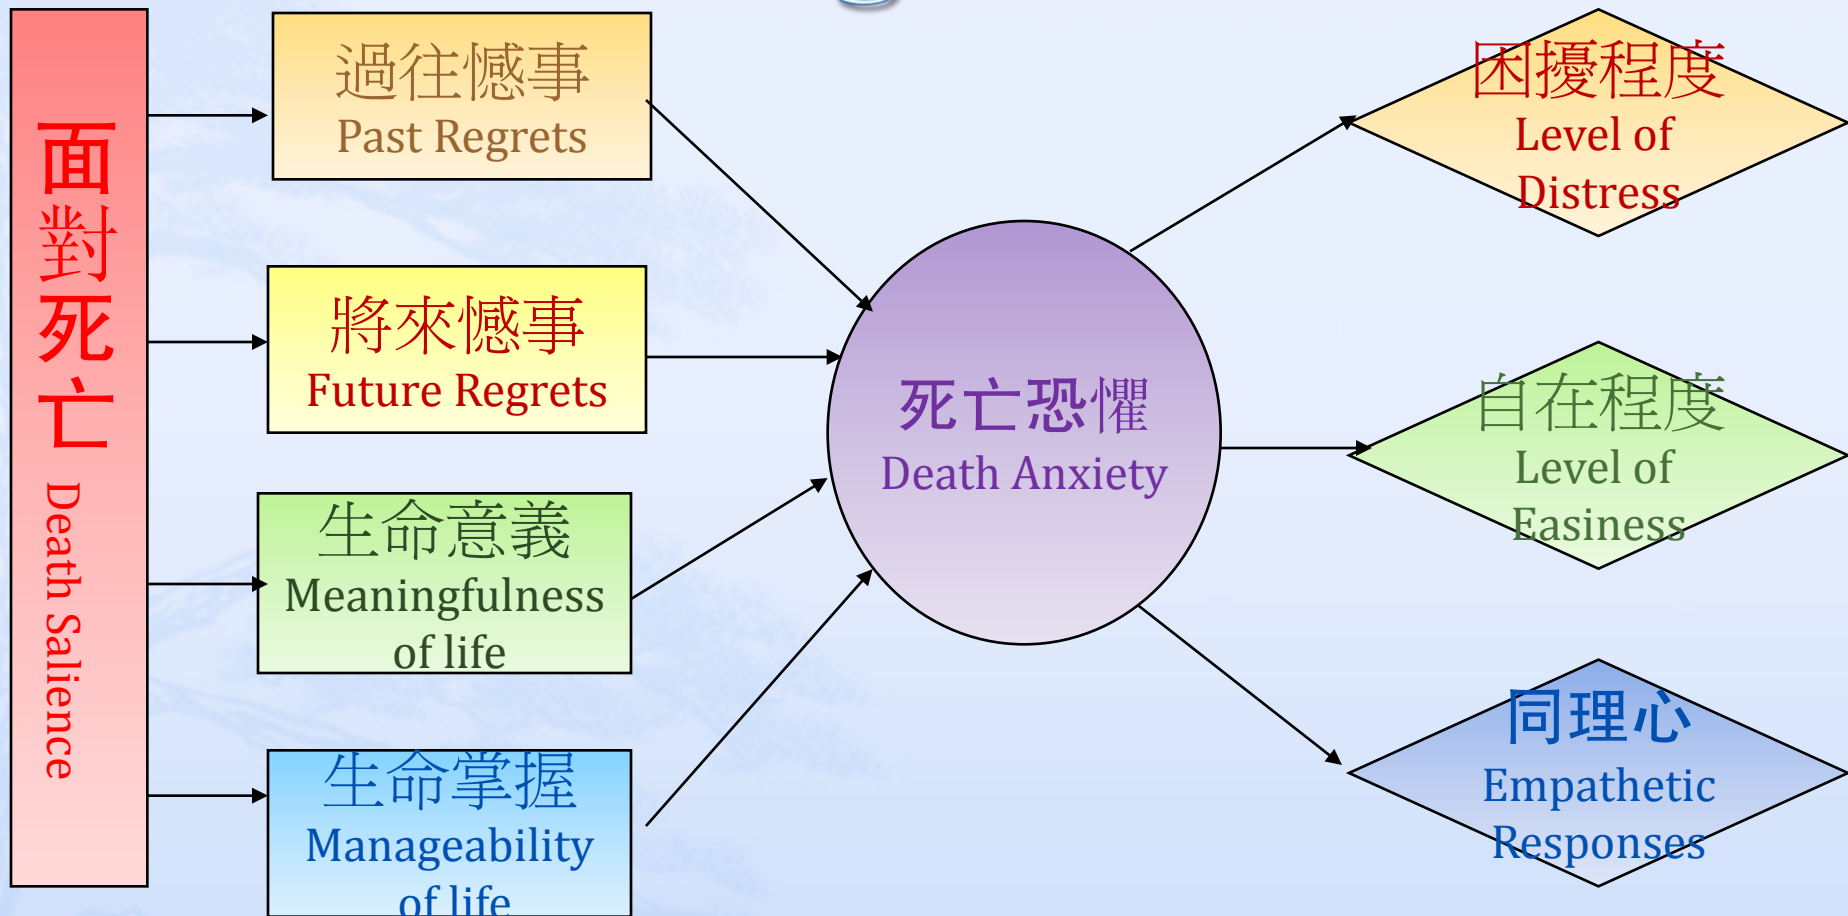 面對死亡 Death Salience
過往憾事
Past Regrets
將來憾事
Future Regrets
生命意義
Meaningfulness
of life
生命掌握
Manageability
of life
死亡恐懼
Death Anxiety
困擾程度
Level of
Distress
自在程度
Level of
Easiness
同理心
Empathetic
Responses